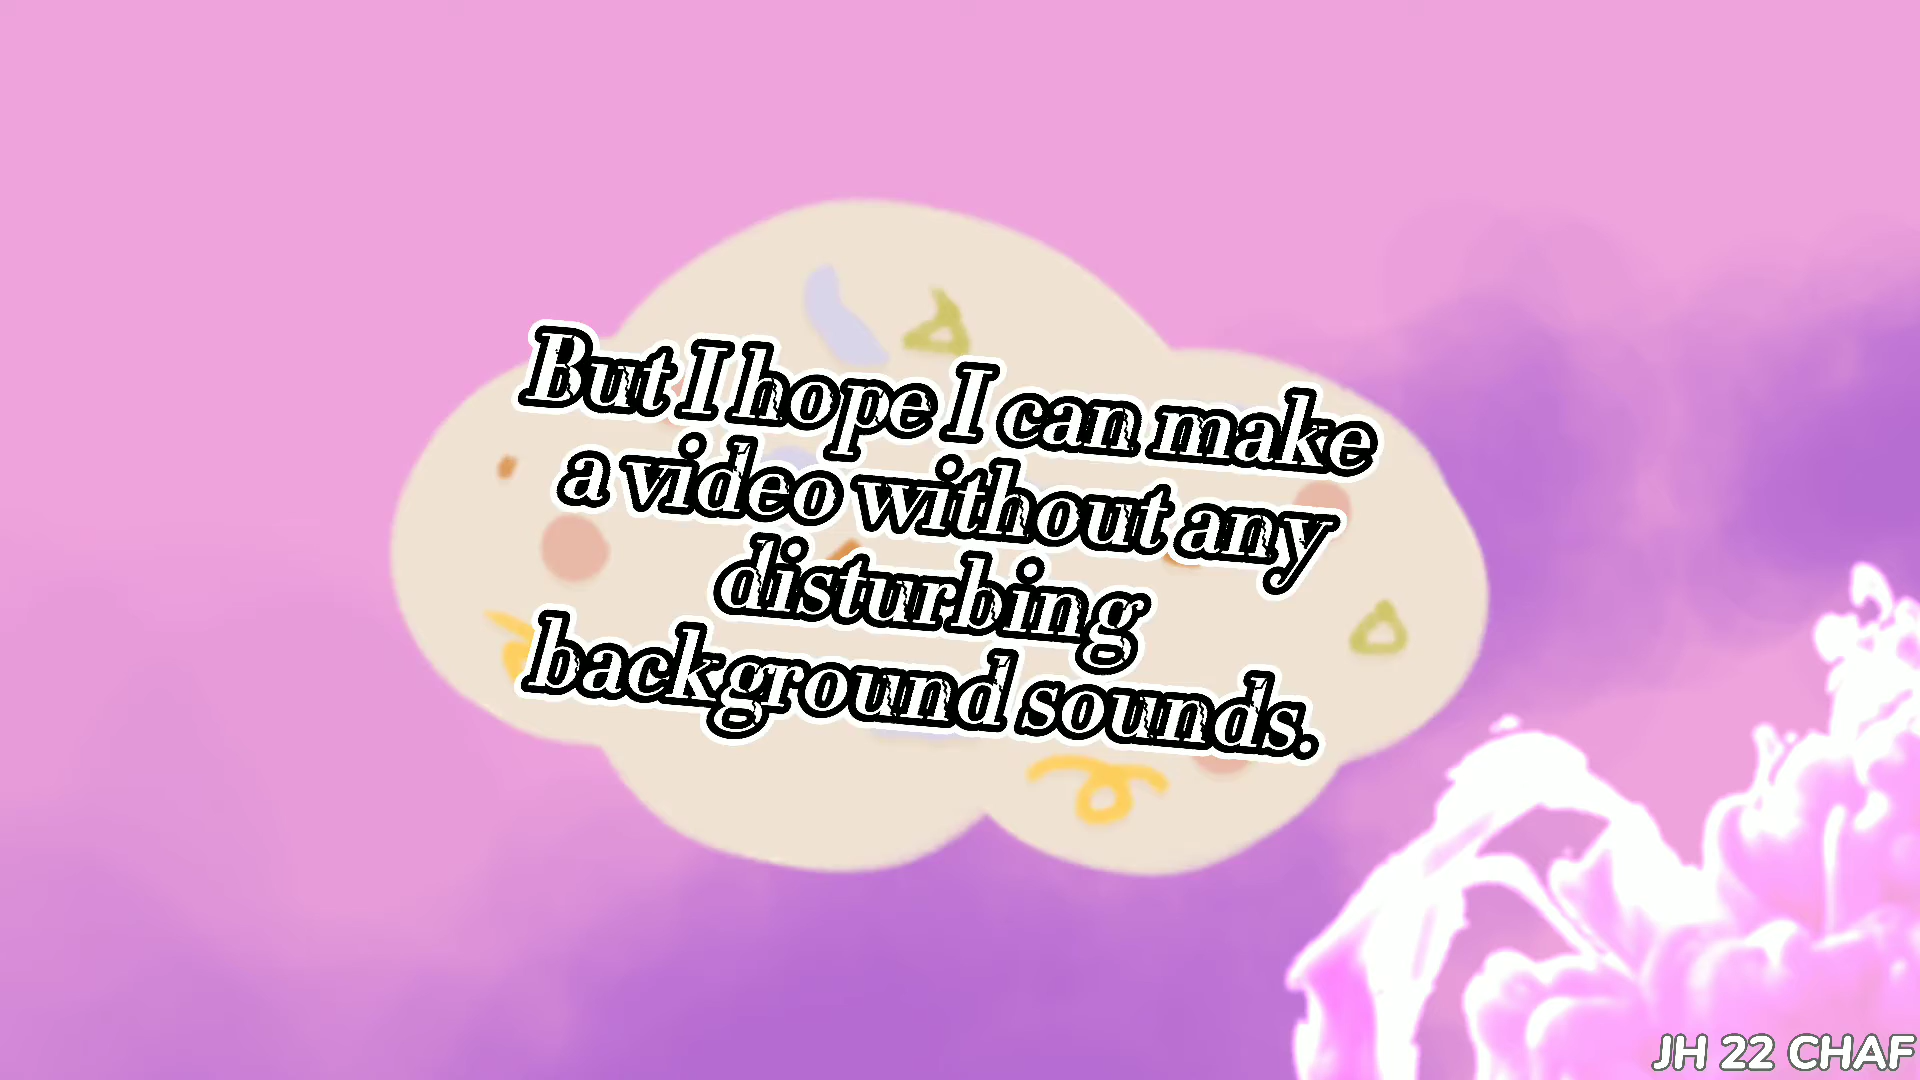 But I hope I can make
a video without any
disturbing
background sounds.
JH 22 CHAF